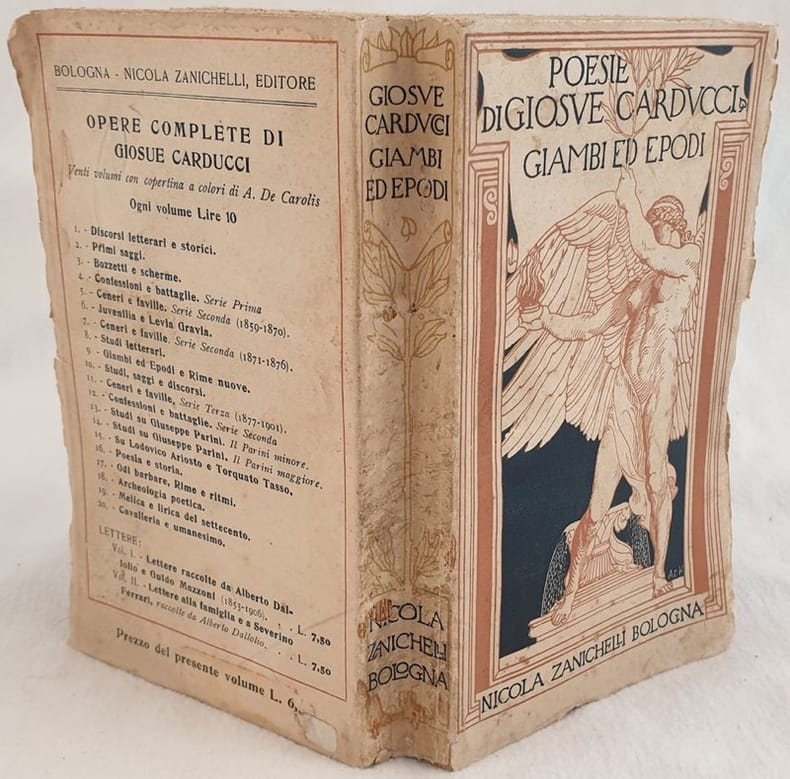 BOLOGNA - NICOLA ZANICHELLI, EDITORE
OPERE COMPLETE DI
GIOSUE CARDUCCI
Venti volumi con copertina a colori di A. De Carolis
Ogni volume Lire 10
1. - Discorsi letterari e storici.
2. - Primi saggi.
3. - Bozzetti e scherme.
4. - Confessioni e battaglie. Serie Prima
5. - Ceneri e faville. Serie Seconda (1859-1870).
6. - Juvenilia e Levia Gravia.
7. - Ceneri e faville. Serie Seconda (1871-1876).
8. - Studi letterari.
9 - Giambi ed Epodi e Rime nuove.
10. - Studi, saggi e discorsi.
11. - Ceneri e faville, Serie Terza (1877-1901).
12. - Confessioni e battaglie. Serie Seconda
13. - Studi su Giuseppe Parini. Il Parini minore.
14. - Studi su Giuseppe Parini. Il Parini maggiore.
15. - Su Lodovico Ariosto e Torquato Tasso.
16. - Poesia e storia.
17. - Odi barbare, Rime e ritmi.
18. - Archeologia poetica.
19. - Melica e lirica del settecento.
20. - Cavalleria e umanesimo.
LETTERE:
Vol. I. - Lettere raccolte da Alberto Dal-
lolio e Guido Mazzoni (1853-1906). . . L. 7,50
Vol. II. - Lettere alla famiglia e a Severino
Ferrari, raccolte da Alberto Dallolio. . . L. 7,50
Prezzo del presente volume L. 6,
GIOSVE
CARDVCCI
GIAMBI
ED EPODI
NICOLA
ZANICHELLI
BOLOGNA
POESIE
DI GIOSVE CARDVCCI
GIAMBI ED EPODI
NICOLA ZANICHELLI BOLOGNA